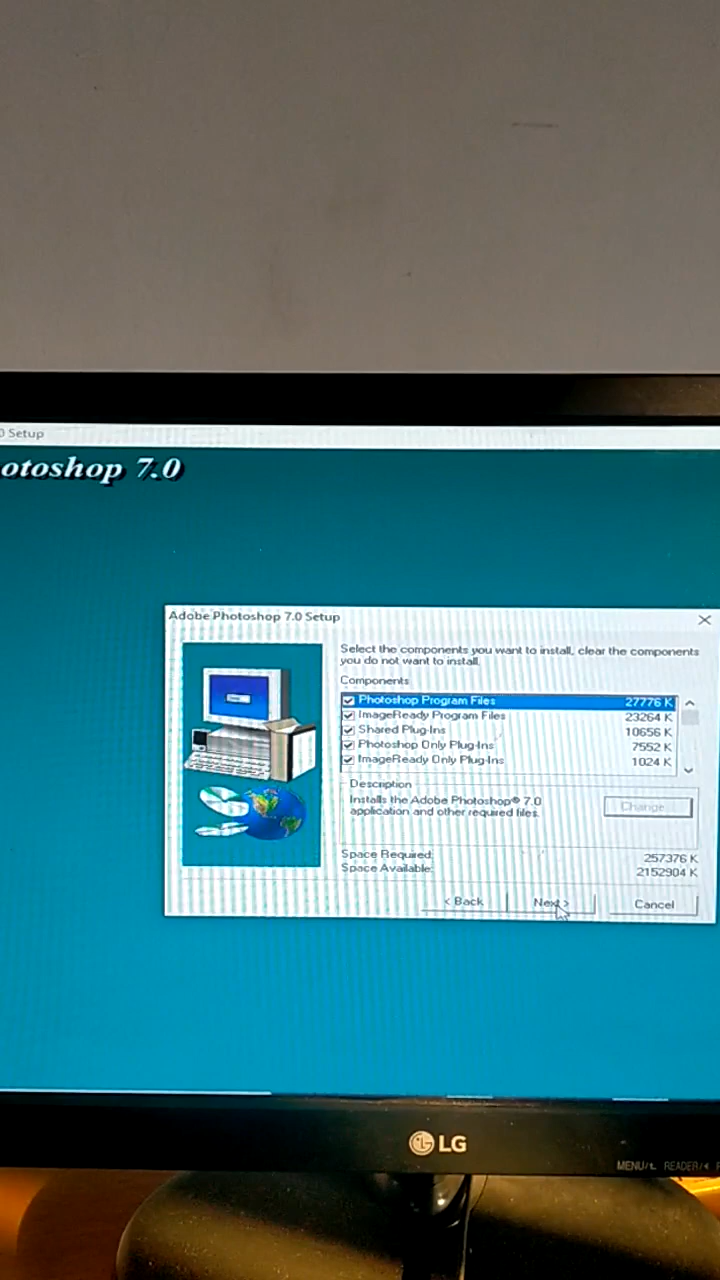 0 Setup
otoshop 7.0
Adobe Photoshop 7.0 Setup
Select the components you want to install, clear the components
you do not want to install.
Components
Photoshop Program Files 27776 K
ImageReady Program Files 23264 K
Shared Plug-Ins 10656 K
Photoshop Only Plug-Ins 7552 K
ImageReady Only Plug-Ins 1024 K
Description
Installs the Adobe Photoshop® 7.0
application and other required files.
Change...
Space Required: 257376 K
Space Available: 2152904 K
< Back Next > Cancel
LG
MENU/ READER/